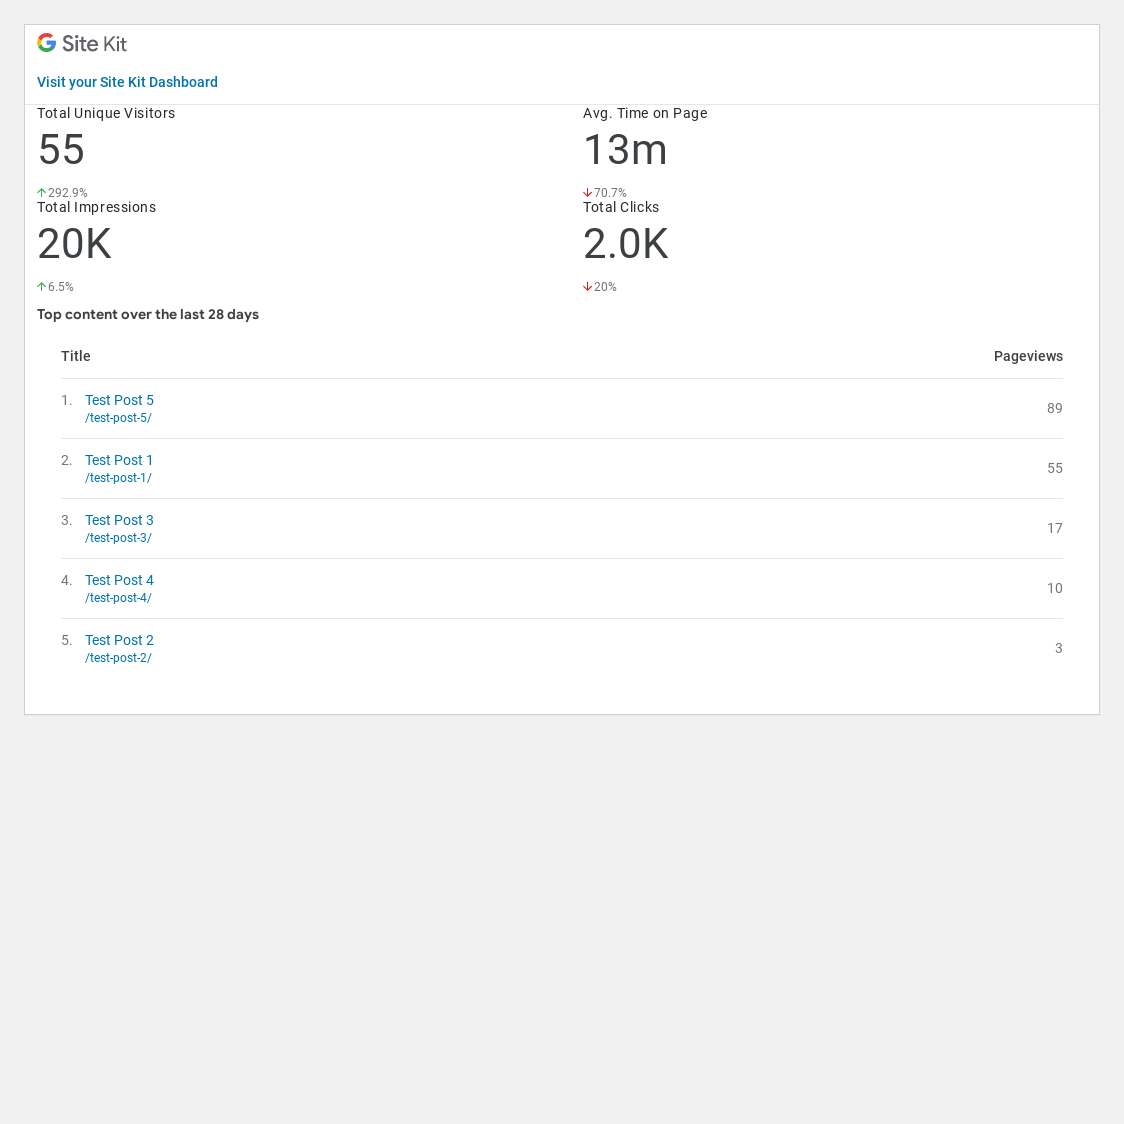 Site Kit
Visit your Site Kit Dashboard
Total Unique Visitors
55
292.9%
Avg. Time on Page
13m
70.7%
Total Impressions
20K
6.5%
Total Clicks
2.0K
20%
Top content over the last 28 days
Title Pageviews
1. Test Post 5
/test-post-5/
89
2. Test Post 1
/test-post-1/
55
3. Test Post 3
/test-post-3/
17
4. Test Post 4
/test-post-4/
10
5. Test Post 2
/test-post-2/
3